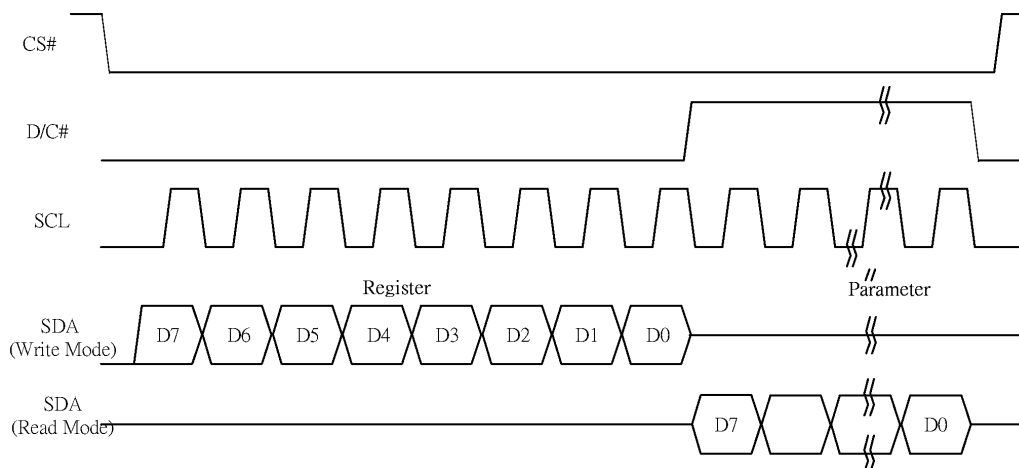 CS#
D/C#
SCL
Register Parameter
SDA
(Write Mode)
D7 D6 D5 D4 D3 D2 D1 D0
SDA
(Read Mode)
D7 D0